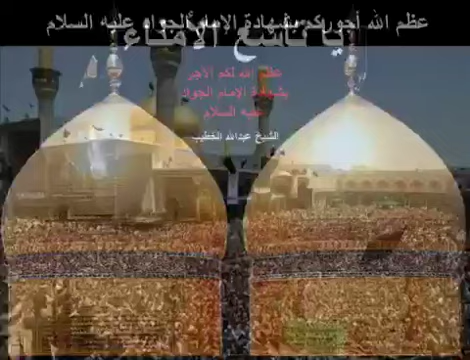 عظم الله أجوركم بشهادة الإمام الجواد عليه السلام
يا تاسع الأمناء
عظم الله لكم الأجر
بشهادة الإمام الجواد
عليه السلام
الشيخ عبدالله الخطيب